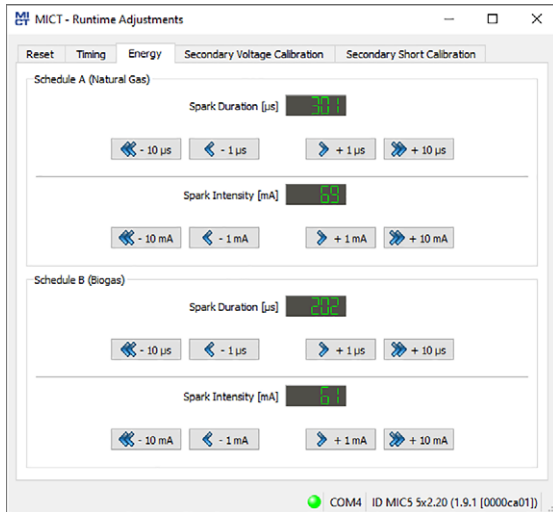 MICT MICT - Runtime Adjustments
Reset Timing Energy Secondary Voltage Calibration Secondary Short Calibration
Schedule A (Natural Gas)
Spark Duration [µs] 301
- 10 µs - 1 µs + 1 µs + 10 µs
Spark Intensity [mA] 69
- 10 mA - 1 mA + 1 mA + 10 mA
Schedule B (Biogas)
Spark Duration [µs] 202
- 10 µs - 1 µs + 1 µs + 10 µs
Spark Intensity [mA] 61
- 10 mA - 1 mA + 1 mA + 10 mA
COM4 ID MIC5 5x2.20 (1.9.1 [0000ca01])